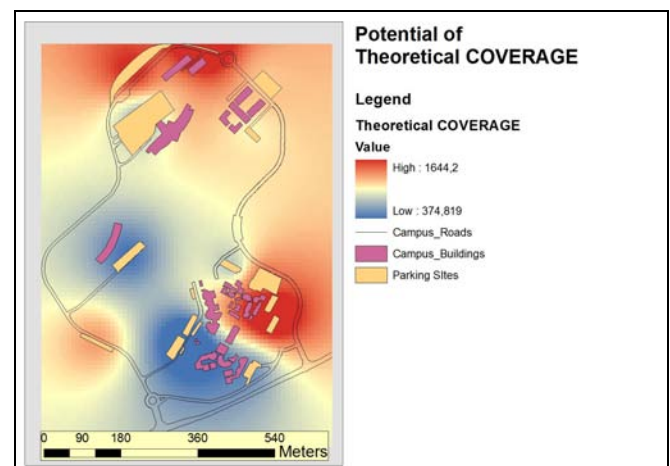 Potential of
Theoretical COVERAGE
Legend
Theoretical COVERAGE
Value
High : 1644,2
Low : 374,819
Campus_Roads
Campus_Buildings
Parking SItes
0 90 180 360 540
Meters